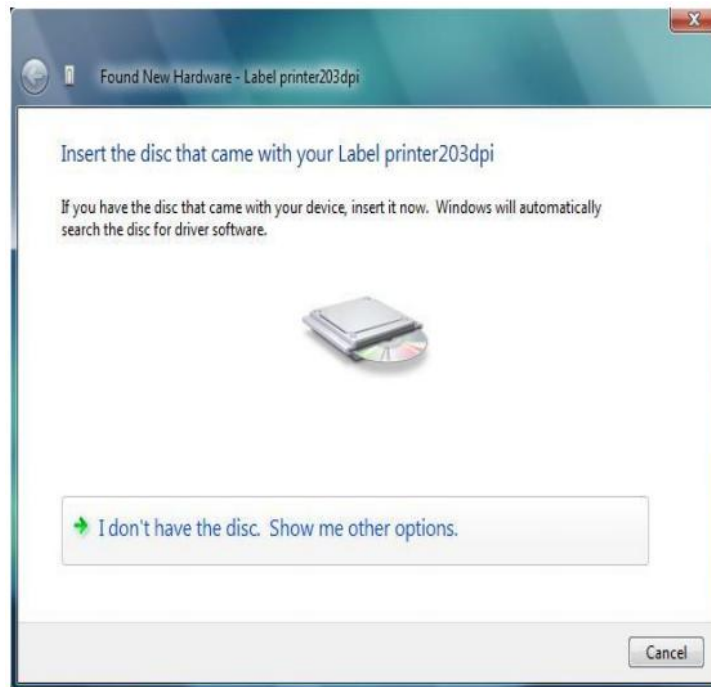 Found New Hardware - Label printer203dpi
Insert the disc that came with your Label printer203dpi
If you have the disc that came with your device, insert it now. Windows will automatically
search the disc for driver software.
I don't have the disc. Show me other options.
Cancel